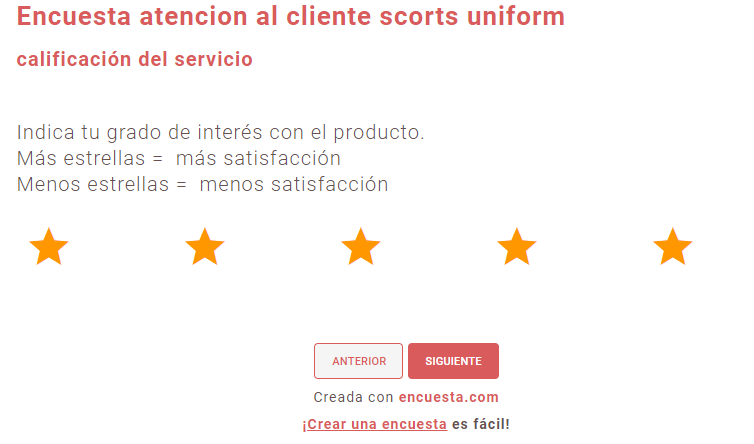 Encuesta atencion al cliente scorts uniform
calificación del servicio
Indica tu grado de interés con el producto.
Más estrellas = más satisfacción
Menos estrellas = menos satisfacción
ANTERIOR SIGUIENTE
Creada con encuesta.com
¡Crear una encuesta es fácil!